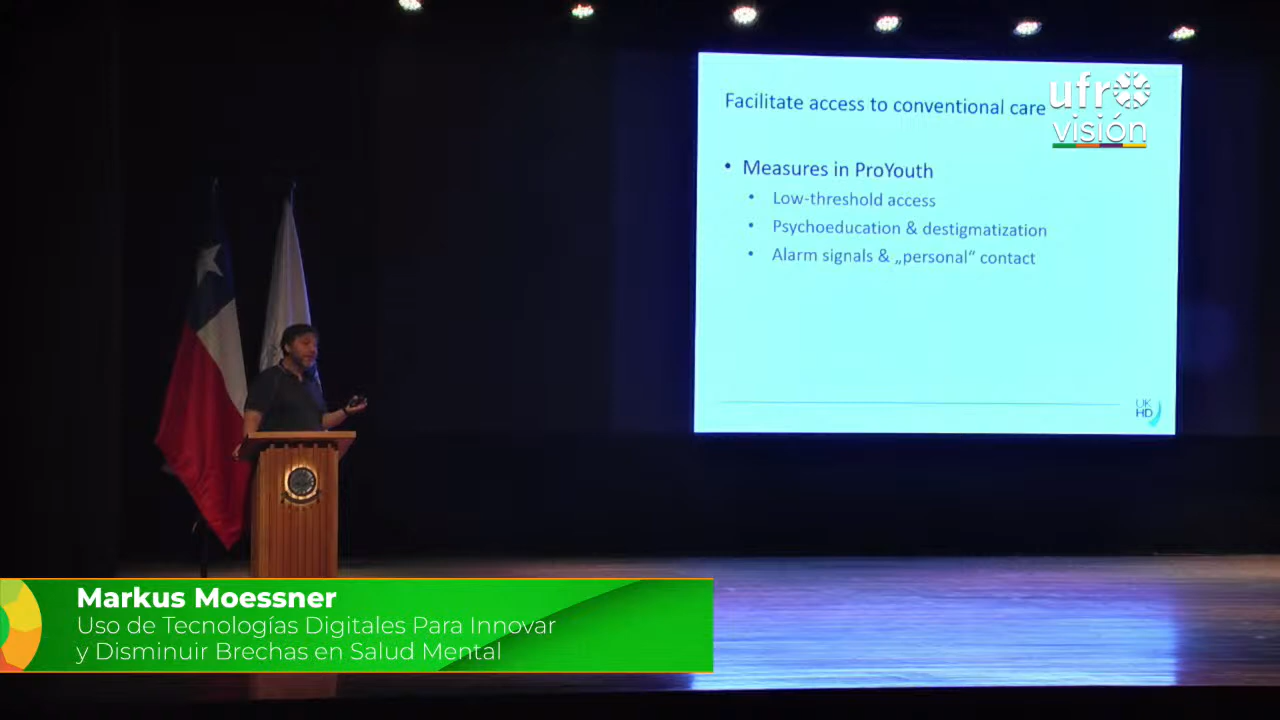 Facilitate access to conventional care
ufro
visión
• Measures in ProYouth
• Low-threshold access
• Psychoeducation & destigmatization
• Alarm signals & „personal“ contact
UK
HD
Markus Moessner
Uso de Tecnologías Digitales Para Innovar
y Disminuir Brechas en Salud Mental